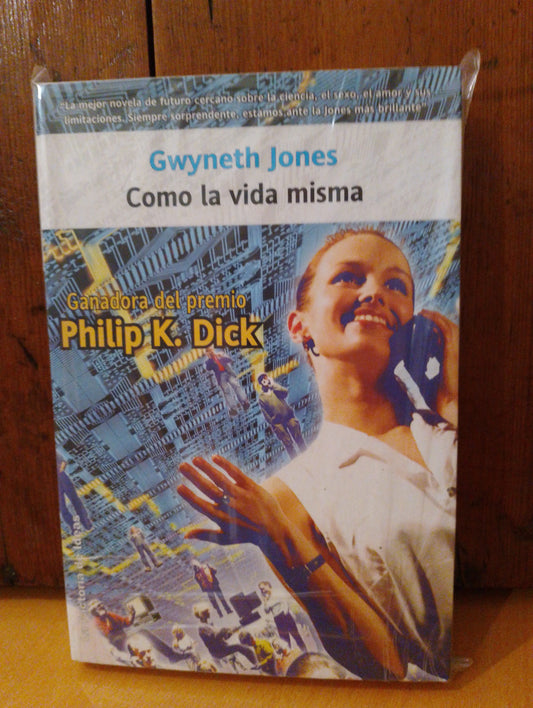 "La mejor novela de futuro cercano sobre la ciencia, el sexo, el amor y sus
limitaciones. Siempre sorprendente, estamos ante la Jones más brillante"
Gwyneth Jones
Como la vida misma
Ganadora del premio
Philip K. Dick